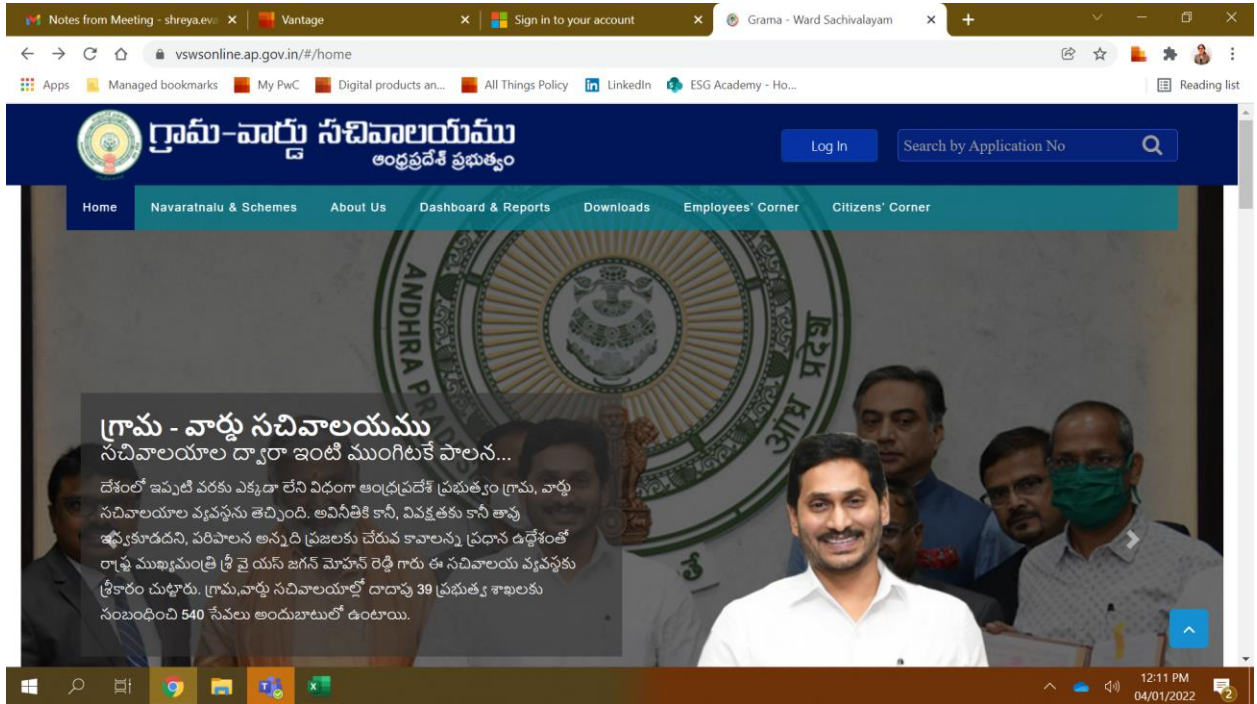 Notes from Meeting - shreya.eva
Vantage
Sign in to your account
Grama - Ward Sachivalayam
vswsonline.ap.gov.in/#/home
Apps Managed bookmarks My PwC Digital products an... All Things Policy LinkedIn ESG Academy - Ho... Reading list
గ్రామ-వార్డు సచివాలయము
ఆంధ్రప్రదేశ్ ప్రభుత్వం
Log In
Search by Application No
Home Navaratnalu & Schemes About Us Dashboard & Reports Downloads Employees' Corner Citizens' Corner
ANDHRA PRA
आंध्र प्रदेश
గ్రామ - వార్డు సచివాలయము
సచివాలయాల ద్వారా ఇంటి ముంగిటకే పాలన...
దేశంలో ఇప్పటి వరకు ఎక్కడా లేని విధంగా ఆంధ్రప్రదేశ్ ప్రభుత్వం గ్రామ, వార్డు
సచివాలయాల వ్యవస్థను తెచ్చింది. అవినీతికి కానీ, వివక్షతకు కానీ తావు
ఇవ్వకూడదని, పరిపాలన అన్నది ప్రజలకు చేరువ కావాలన్న ప్రధాన ఉద్దేశంతో
రాష్ట్ర ముఖ్యమంత్రి శ్రీ వై యస్ జగన్ మోహన్ రెడ్డి గారు ఈ సచివాలయ వ్యవస్థకు
శ్రీకారం చుట్టారు. గ్రామ,వార్డు సచివాలయాల్లో దాదాపు 39 ప్రభుత్వ శాఖలకు
సంబంధించి 540 సేవలు అందుబాటులో ఉంటాయి.
12:11 PM
04/01/2022
2